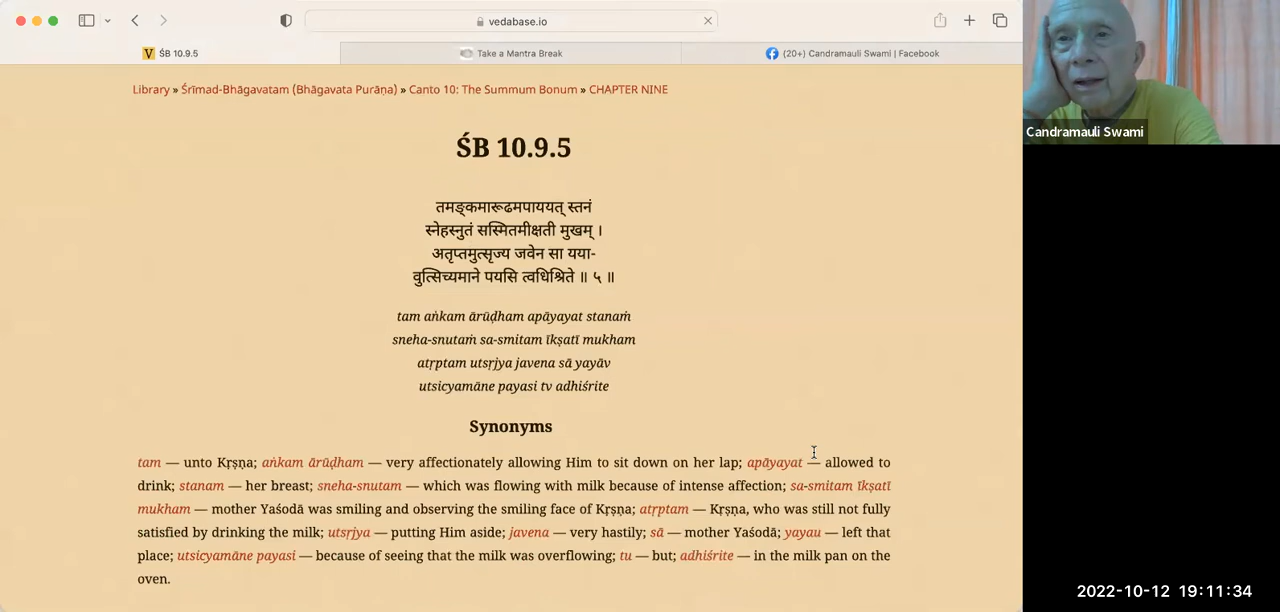 vedabase.io
ŚB 10.9.5
Take a Mantra Break
(20+) Candramauli Swami | Facebook
Library » Śrīmad-Bhāgavatam (Bhāgavata Purāṇa) » Canto 10: The Summum Bonum » CHAPTER NINE
ŚB 10.9.5
तमङ्कमारूढमपाययत् स्तनं
स्नेहस्नुतं सस्मितमीक्षती मुखम् ।
अतृप्तमुत्सृज्य जवेन सा यया-
वुत्सिच्यमाने पयसि त्वधिश्रिते ॥ ५ ॥
tam aṅkam ārūḍham apāyayat stanaṁ
sneha-snutaṁ sa-smitam īkṣatī mukham
atṛptam utsṛjya javena sā yayāv
utsicyamāne payasi tv adhiśrite
Synonyms
tam — unto Kṛṣṇa; aṅkam ārūḍham — very affectionately allowing Him to sit down on her lap; apāyayat — allowed to
drink; stanam — her breast; sneha-snutam — which was flowing with milk because of intense affection; sa-smitam īkṣatī
mukham — mother Yaśodā was smiling and observing the smiling face of Kṛṣṇa; atṛptam — Kṛṣṇa, who was still not fully
satisfied by drinking the milk; utsṛjya — putting Him aside; javena — very hastily; sā — mother Yaśodā; yayau — left that
place; utsicyamāne payasi — because of seeing that the milk was overflowing; tu — but; adhiśrite — in the milk pan on the
oven.
Candramauli Swami
2022-10-12 19:11:34